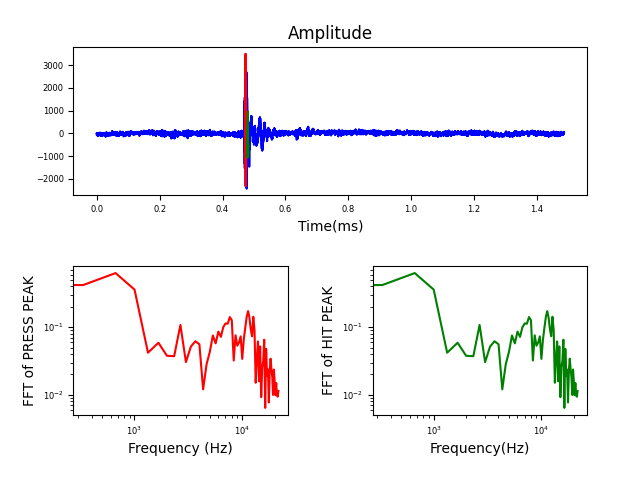 Amplitude
3000
2000
1000
0
−1000
−2000
0.0 0.2 0.4 0.6 0.8 1.0 1.2 1.4
Time(ms)
FFT of PRESS PEAK
10⁻¹
10⁻²
10³ 10⁴
Frequency (Hz)
FFT of HIT PEAK
10⁻¹
10⁻²
10³ 10⁴
Frequency(Hz)